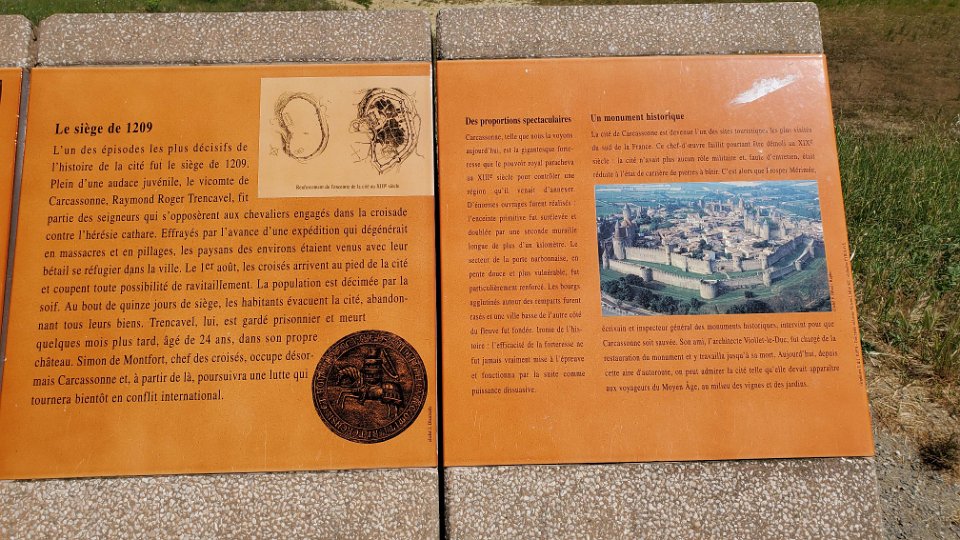 Le siège de 1209
L'un des épisodes les plus décisifs de
l'histoire de la cité fut le siège de 1209.
Plein d'une audace juvénile, le vicomte de
Carcassonne, Raymond Roger Trencavel, fit
partie des seigneurs qui s'opposèrent aux chevaliers engagés dans la croisade
contre l'hérésie cathare. Effrayés par l'avance d'une expédition qui dégénérait
en massacres et en pillages, les paysans des environs étaient venus avec leur
bétail se réfugier dans la ville. Le 1er août, les croisés arrivent au pied de la cité
et coupent toute possibilité de ravitaillement. La population est décimée par la
soif. Au bout de quinze jours de siège, les habitants évacuent la cité, abandon-
nant tous leurs biens. Trencavel, lui, est gardé prisonnier et meurt
quelques mois plus tard, âgé de 24 ans, dans son propre
château. Simon de Montfort, chef des croisés, occupe désor-
mais Carcassonne et, à partir de là, poursuivra une lutte qui
tournera bientôt en conflit international.
Renforcement de l'enceinte de la cité au XIIIe siècle
Des proportions spectaculaires
Carcassonne, telle que nous la voyons
aujourd'hui, est la gigantesque forte-
resse que le pouvoir royal paracheva
au XIIIe siècle pour contrôler une
région qu'il venait d'annexer.
D'énormes ouvrages furent réalisés :
l'enceinte primitive fut surélevée et
doublée par une seconde muraille
longue de plus d'un kilomètre. Le
secteur de la porte narbonnaise, en
pente douce et plus vulnérable, fut
particulièrement renforcé. Les bourgs
agglutinés autour des remparts furent
rasés et une ville basse de l'autre côté
du fleuve fut fondée. Ironie de l'his-
toire : l'efficacité de la forteresse ne
fut jamais vraiment mise à l'épreuve
et fonctionna par la suite comme
puissance dissuasive.
Un monument historique
La cité de Carcassonne est devenue l'un des sites touristiques les plus visités
du sud de la France. Ce chef-d'œuvre faillit pourtant être démoli au XIXe
siècle : la cité n'avait plus aucun rôle militaire et, faute d'entretien, était
réduite à l'état de carrière de pierres à bâtir. C'est alors que Prosper Mérimée,
écrivain et inspecteur général des monuments historiques, intervint pour que
Carcassonne soit sauvée. Son ami, l'architecte Viollet-le-Duc, fut chargé de la
restauration du monument et y travailla jusqu'à sa mort. Aujourd'hui, depuis
cette aire d'autoroute, on peut admirer la cité telle qu'elle devait apparaître
aux voyageurs du Moyen Âge, au milieu des vignes et des jardins.